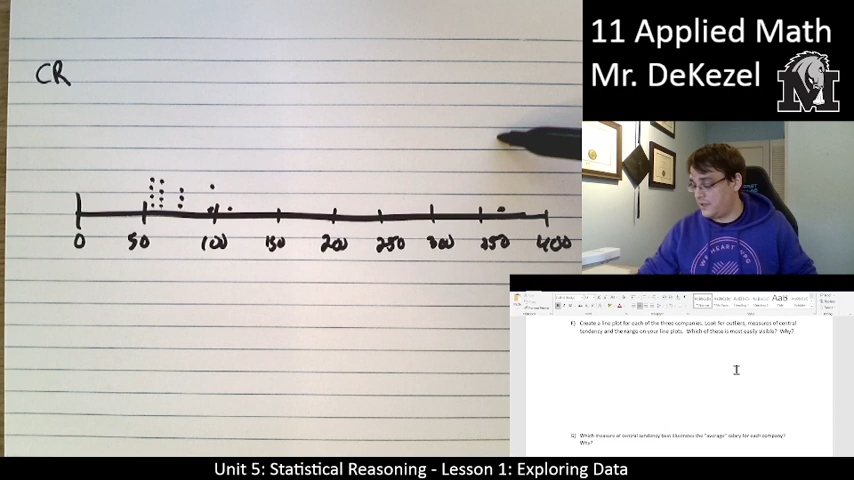 11 Applied Math
Mr. DeKezel
CR
0 50 100 150 200 250 300 350 400
F) Create a line plot for each of the three companies. Look for outliers, measures of central
tendency and the range on your line plots. Which of these is most easily visible? Why?
G) Which measure of central tendency best illustrates the "average" salary for each company?
Why?
Unit 5: Statistical Reasoning - Lesson 1: Exploring Data